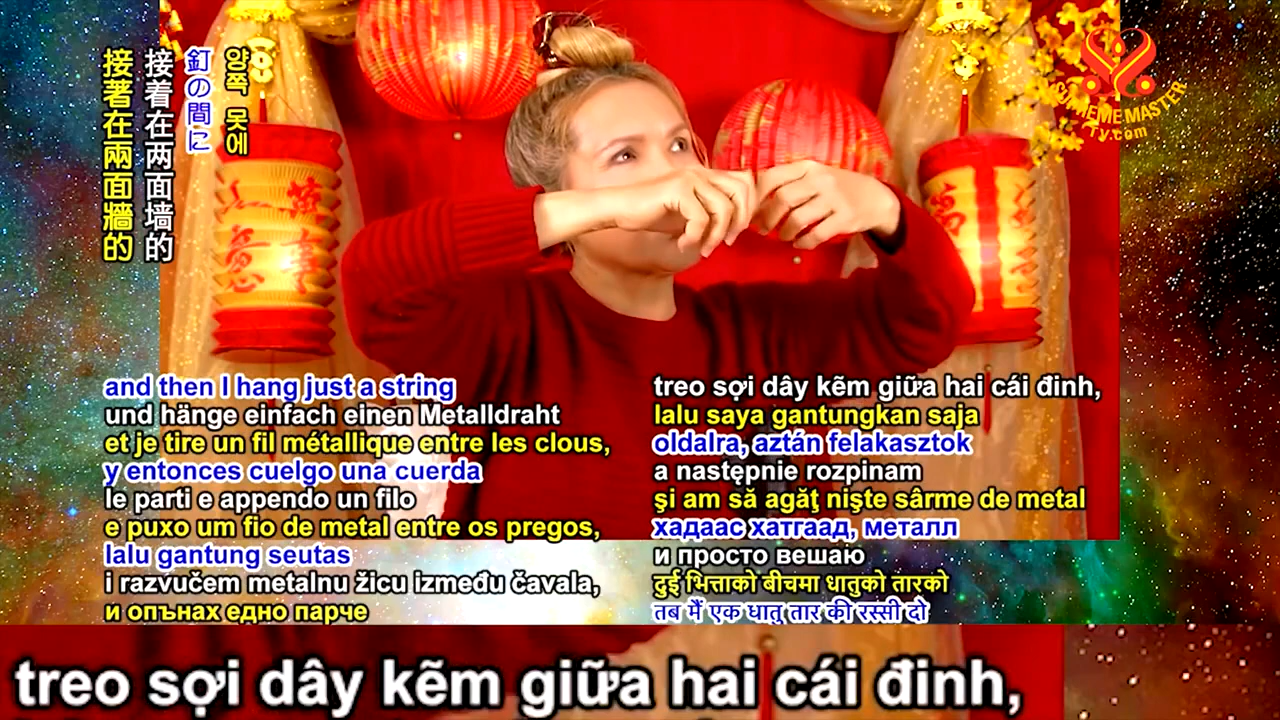 接著在兩面牆的
接着在两面墙的
釘の間に
양쪽 못에
SUPREME MASTER
Tv.com
萬
意
萬
and then I hang just a string
und hänge einfach einen Metalldraht
et je tire un fil métallique entre les clous,
y entonces cuelgo una cuerda
le parti e appendo un filo
e puxo um fio de metal entre os pregos,
lalu gantung seutas
i razvučem metalnu žicu između čavala,
и опънах едно парче
treo sợi dây kẽm giữa hai cái đinh,
lalu saya gantungkan saja
oldalra, aztán felakasztok
a następnie rozpinam
şi am să agăţ nişte sârme de metal
хадаас хатгаад, металл
и просто вешаю
दुई भित्ताको बीचमा धातुको तारको
तब मैं एक धातु तार की रस्सी दो
treo sợi dây kẽm giữa hai cái đinh,